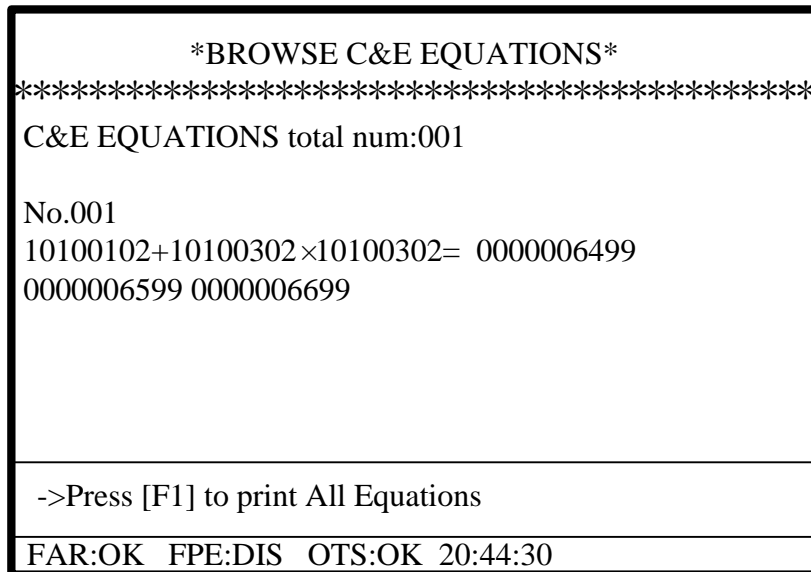 *BROWSE C&E EQUATIONS*
*******************************************
C&E EQUATIONS total num:001
No.001
10100102+10100302×10100302= 0000006499
0000006599 0000006699
->Press [F1] to print All Equations
FAR:OK FPE:DIS OTS:OK 20:44:30